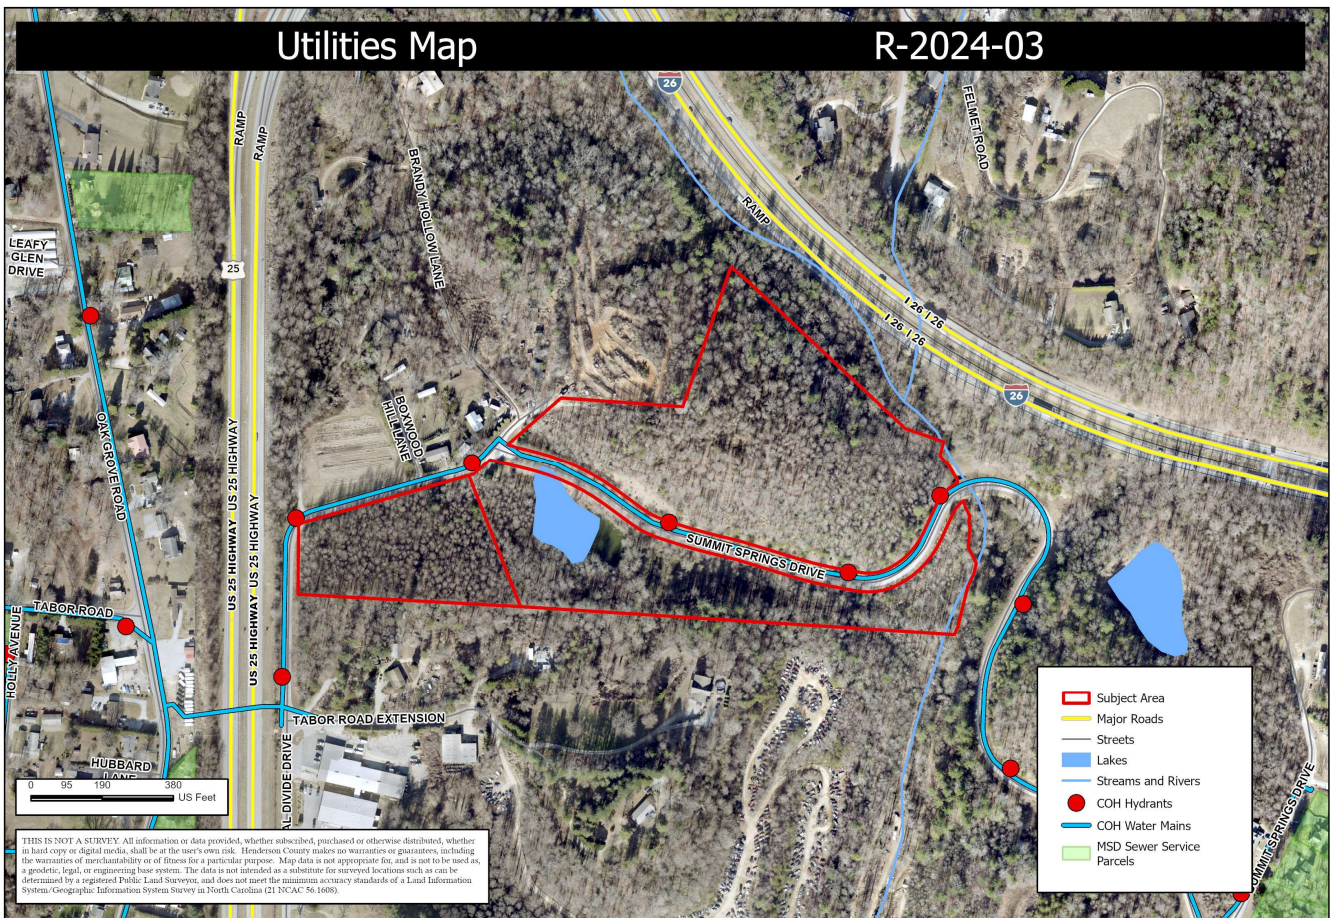 Utilities Map
R-2024-03
26
RAMP
RAMP
BRANDY HOLLOW LANE
FELMET ROAD
RAMP
LEAFY
GLEN
DRIVE
25
I 26 I 26
I 26 I 26
26
OAK GROVE ROAD
US 25 HIGHWAY
US 25 HIGHWAY
BOXWOOD
HILL LANE
US 25 HIGHWAY
US 25 HIGHWAY
SUMMIT SPRINGS DRIVE
TABOR ROAD
HOLLY AVENUE
TABOR ROAD EXTENSION
HUBBARD
LANE
AL DIVIDE DRIVE
SUMMIT SPRINGS DRIVE
0 95 190 380
US Feet
Subject Area
Major Roads
Streets
Lakes
Streams and Rivers
COH Hydrants
COH Water Mains
MSD Sewer Service
Parcels
THIS IS NOT A SURVEY. All information or data provided, whether subscribed, purchased or otherwise distributed, whether
in hard copy or digital media, shall be at the user's own risk. Henderson County makes no warranties or guarantees, including
the warranties of merchantability or of fitness for a particular purpose. Map data is not appropriate for, and is not to be used as,
a geodetic, legal, or engineering base system. The data is not intended as a substitute for surveyed locations such as can be
determined by a registered Public Land Surveyor, and does not meet the minimum accuracy standards of a Land Information
System/Geographic Information System Survey in North Carolina (21 NCAC 56.1608).